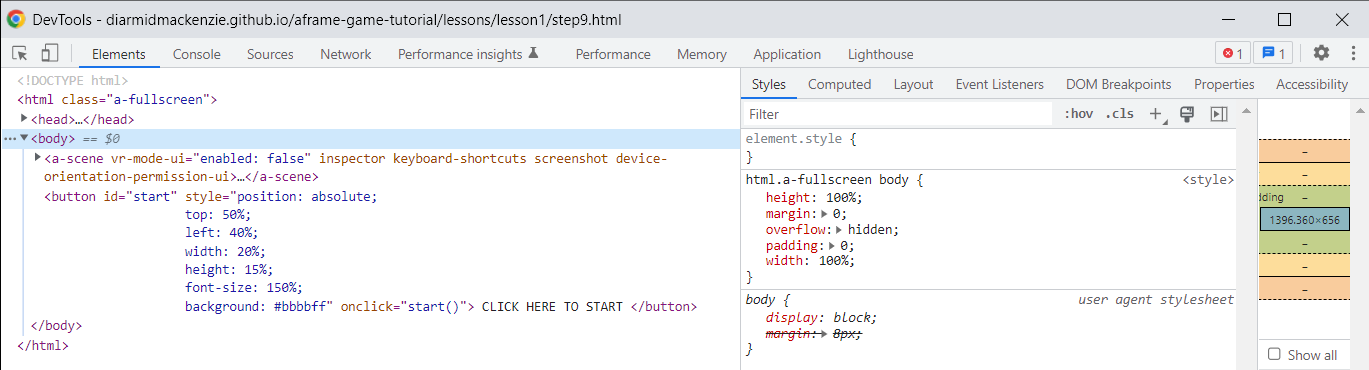 DevTools - diarmidmackenzie.github.io/aframe-game-tutorial/lessons/lesson1/step9.html
Elements Console Sources Network Performance insights Performance Memory Application Lighthouse 1 1
<!DOCTYPE html>
<html class="a-fullscreen">
<head>…</head>
<body> == $0
<a-scene vr-mode-ui="enabled: false" inspector keyboard-shortcuts screenshot device-
orientation-permission-ui>…</a-scene>
<button id="start" style="position: absolute;
top: 50%;
left: 40%;
width: 20%;
height: 15%;
font-size: 150%;
background: #bbbbff" onclick="start()"> CLICK HERE TO START </button>
</body>
</html>
Styles Computed Layout Event Listeners DOM Breakpoints Properties Accessibility
Filter :hov .cls
element.style {
}
html.a-fullscreen body { <style>
height: 100%;
margin: 0;
overflow: hidden;
padding: 0;
width: 100%;
}
body { user agent stylesheet
display: block;
margin: 8px;
}
–
–
dding –
1396.360×656
–
–
–
Show all